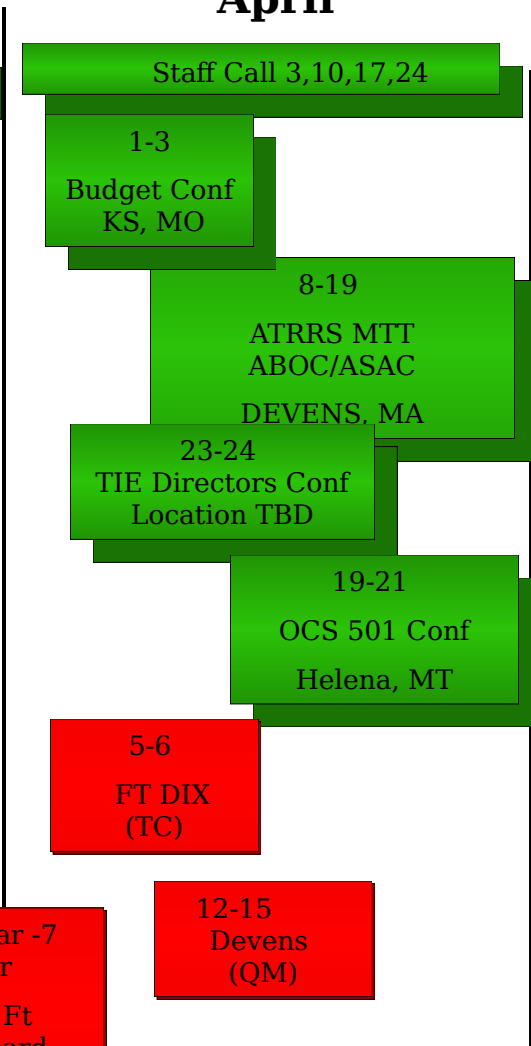 April
Staff Call 3,10,17,24
1-3
Budget Conf
KS, MO
8-19
ATRRS MTT
ABOC/ASAC
DEVENS, MA
23-24
TIE Directors Conf
Location TBD
19-21
OCS 501 Conf
Helena, MT
5-6
FT DIX
(TC)
12-15
Devens
(QM)
-7
Ft